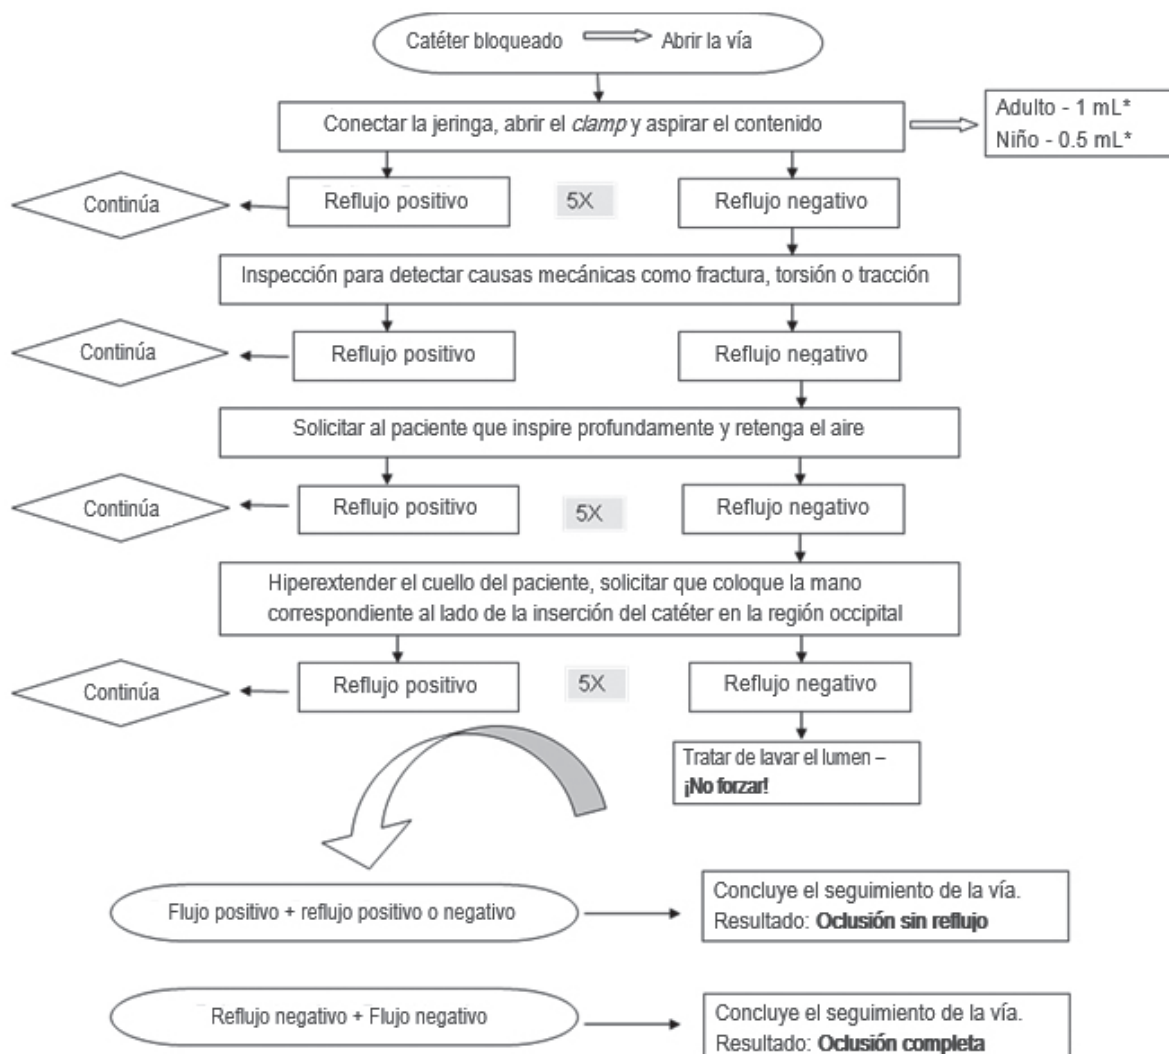 Catéter bloqueado Abrir la vía
Conectar la jeringa, abrir el clamp y aspirar el contenido
Adulto - 1 mL*
Niño - 0.5 mL*
Continúa
Reflujo positivo
5X
Reflujo negativo
Inspección para detectar causas mecánicas como fractura, torsión o tracción
Continúa
Reflujo positivo
Reflujo negativo
Solicitar al paciente que inspire profundamente y retenga el aire
Continúa
Reflujo positivo
5X
Reflujo negativo
Hiperextender el cuello del paciente, solicitar que coloque la mano
correspondiente al lado de la inserción del catéter en la región occipital
Continúa
Reflujo positivo
5X
Reflujo negativo
Tratar de lavar el lumen –
¡No forzar!
Flujo positivo + reflujo positivo o negativo
Concluye el seguimiento de la vía.
Resultado: Oclusión sin reflujo
Reflujo negativo + Flujo negativo
Concluye el seguimiento de la vía.
Resultado: Oclusión completa